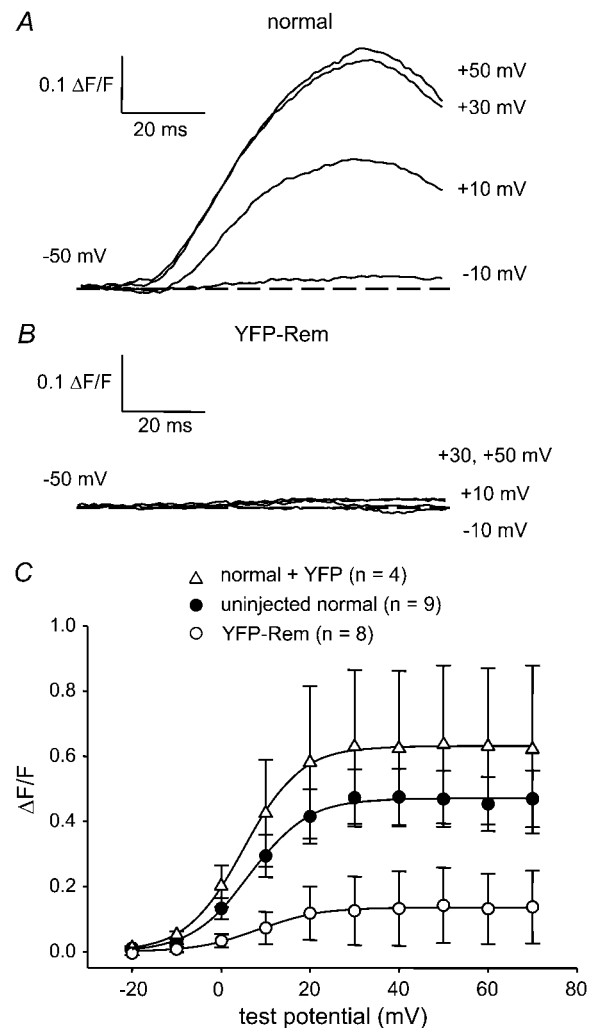 A
normal
0.1 ΔF/F
20 ms
+50 mV
+30 mV
+10 mV
-50 mV
-10 mV
B
YFP-Rem
0.1 ΔF/F
20 ms
+30, +50 mV
-50 mV
+10 mV
-10 mV
C
normal + YFP (n = 4)
uninjected normal (n = 9)
YFP-Rem (n = 8)
1.0
0.8
0.6
0.4
0.2
0.0
ΔF/F
-20 0 20 40 60 80
test potential (mV)